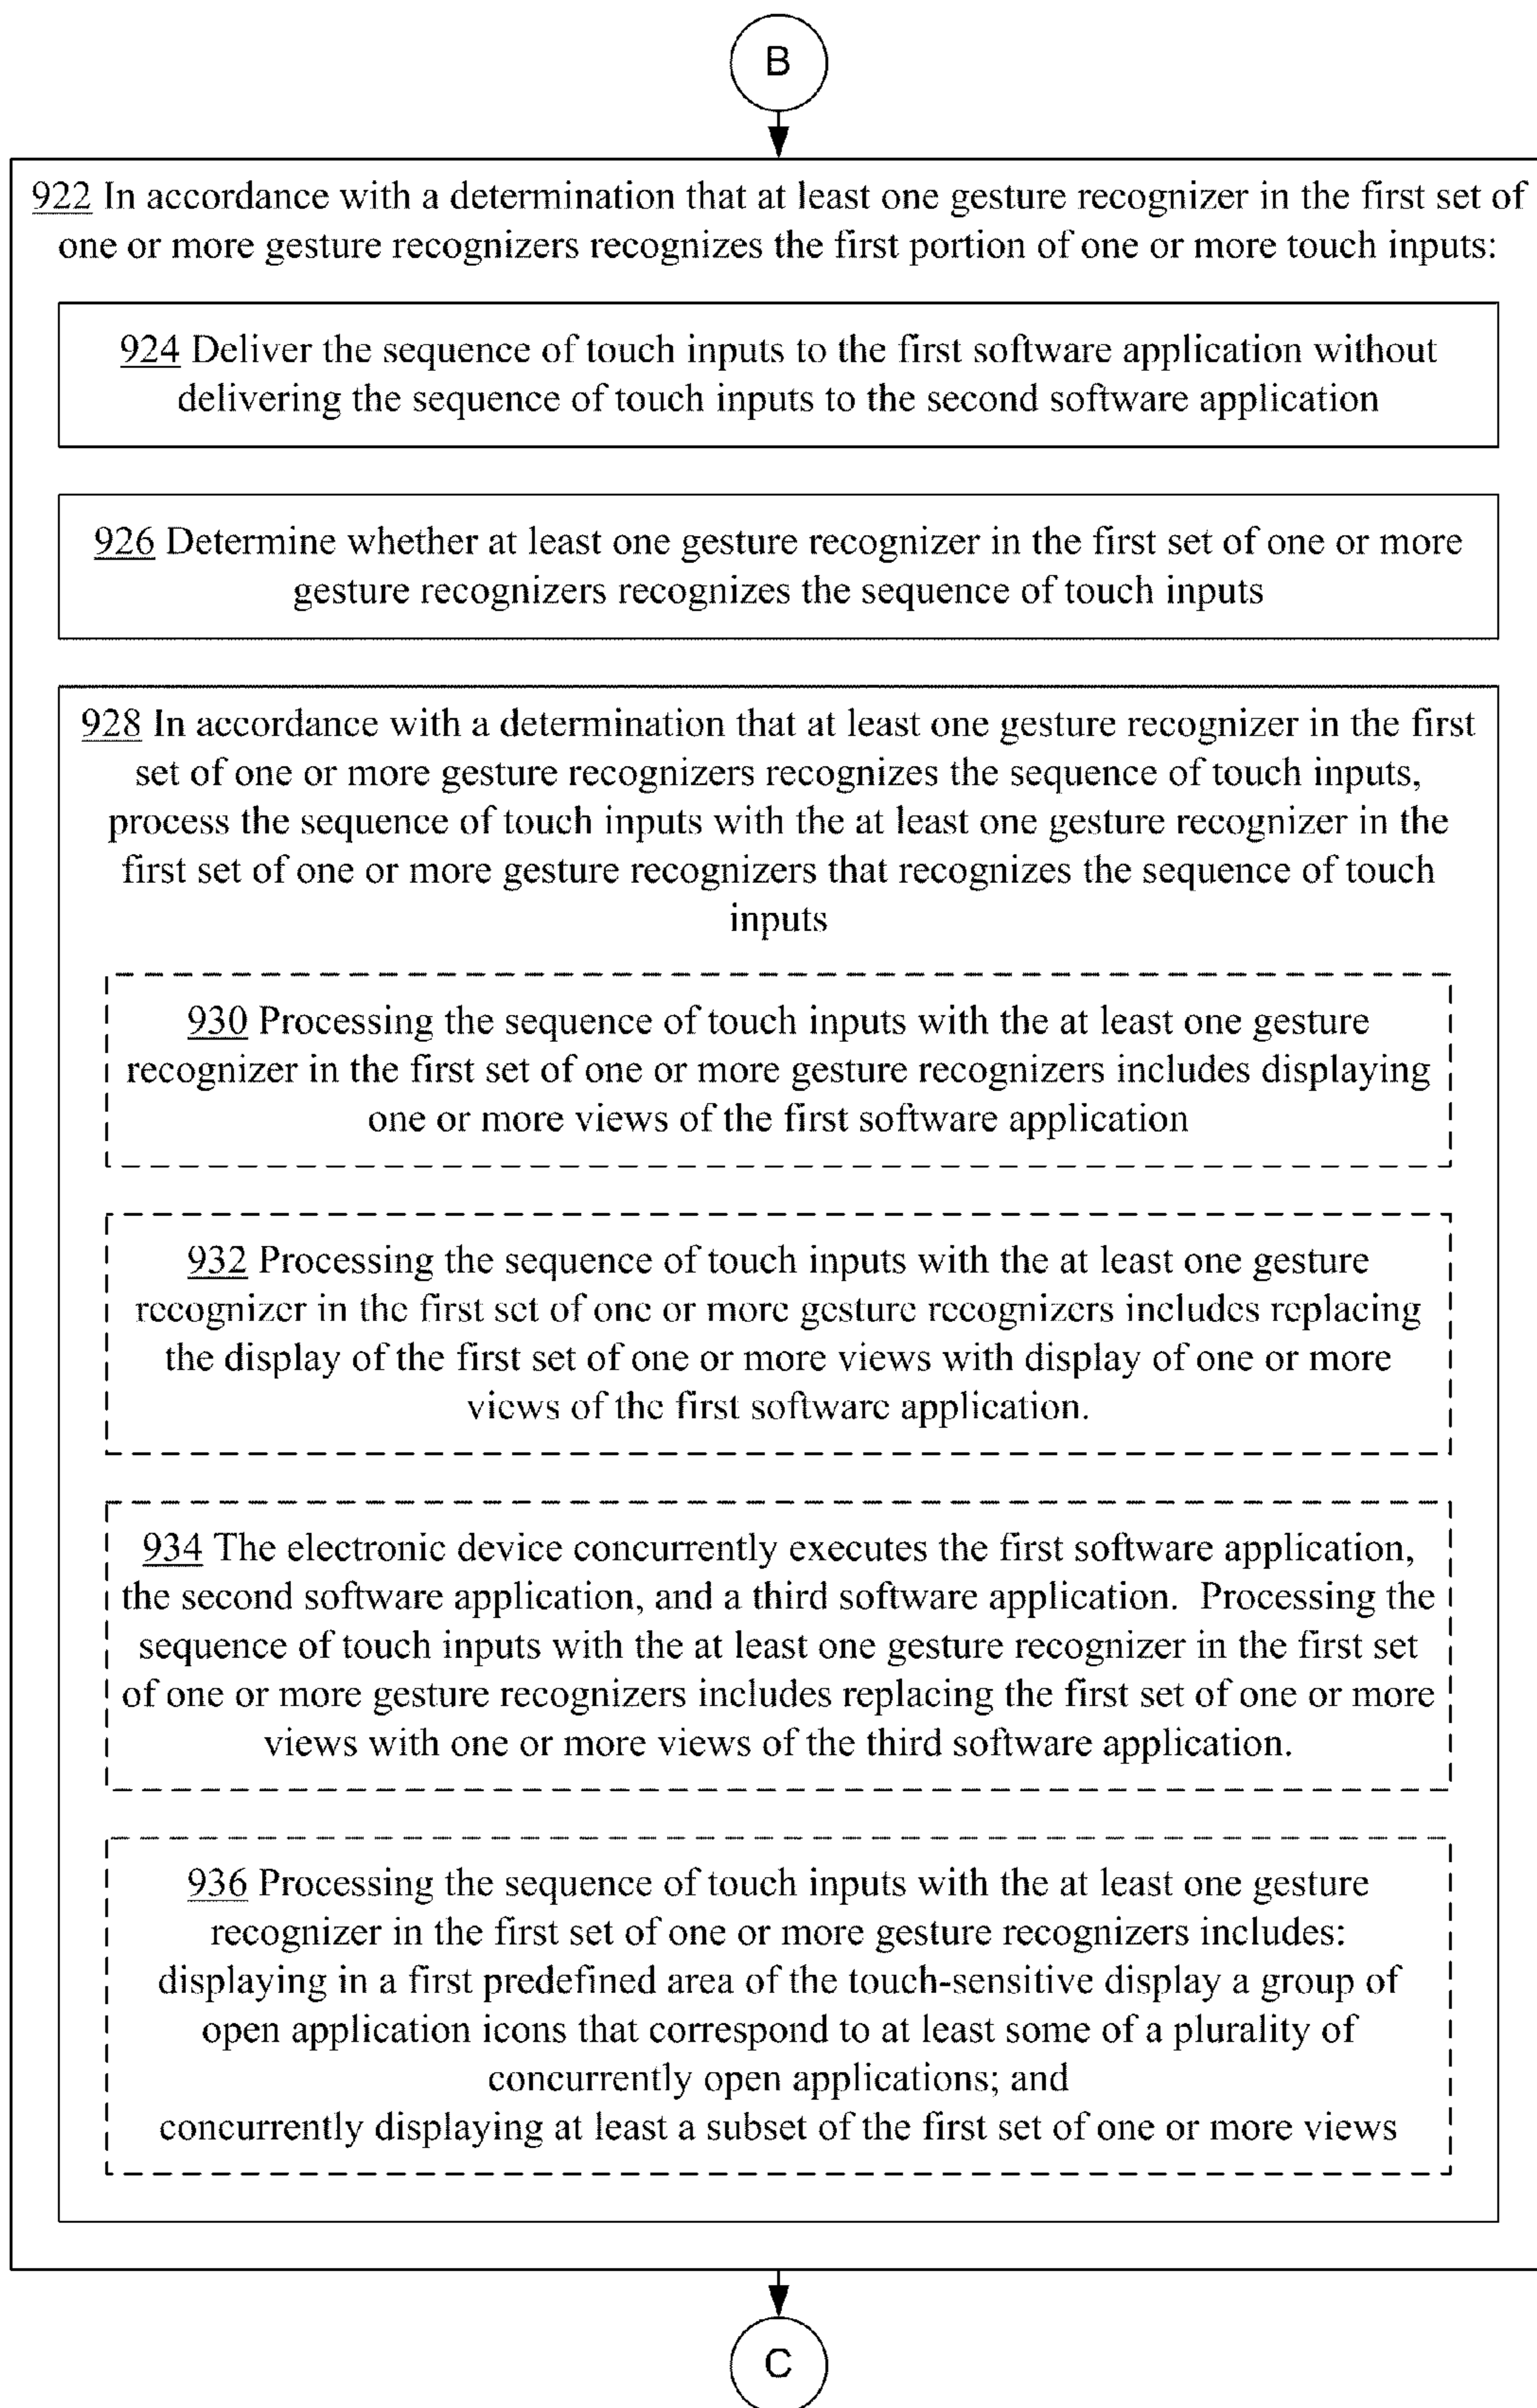 B
922 In accordance with a determination that at least one gesture recognizer in the first set of
one or more gesture recognizers recognizes the first portion of one or more touch inputs:
924 Deliver the sequence of touch inputs to the first software application without
delivering the sequence of touch inputs to the second software application
926 Determine whether at least one gesture recognizer in the first set of one or more
gesture recognizers recognizes the sequence of touch inputs
928 In accordance with a determination that at least one gesture recognizer in the first
set of one or more gesture recognizers recognizes the sequence of touch inputs,
process the sequence of touch inputs with the at least one gesture recognizer in the
first set of one or more gesture recognizers that recognizes the sequence of touch
inputs
930 Processing the sequence of touch inputs with the at least one gesture
recognizer in the first set of one or more gesture recognizers includes displaying
one or more views of the first software application
932 Processing the sequence of touch inputs with the at least one gesture
recognizer in the first set of one or more gesture recognizers includes replacing
the display of the first set of one or more views with display of one or more
views of the first software application.
934 The electronic device concurrently executes the first software application,
the second software application, and a third software application.  Processing the
sequence of touch inputs with the at least one gesture recognizer in the first set
of one or more gesture recognizers includes replacing the first set of one or more
views with one or more views of the third software application.
936 Processing the sequence of touch inputs with the at least one gesture
recognizer in the first set of one or more gesture recognizers includes:
displaying in a first predefined area of the touch-sensitive display a group of
open application icons that correspond to at least some of a plurality of
concurrently open applications; and
concurrently displaying at least a subset of the first set of one or more views
C